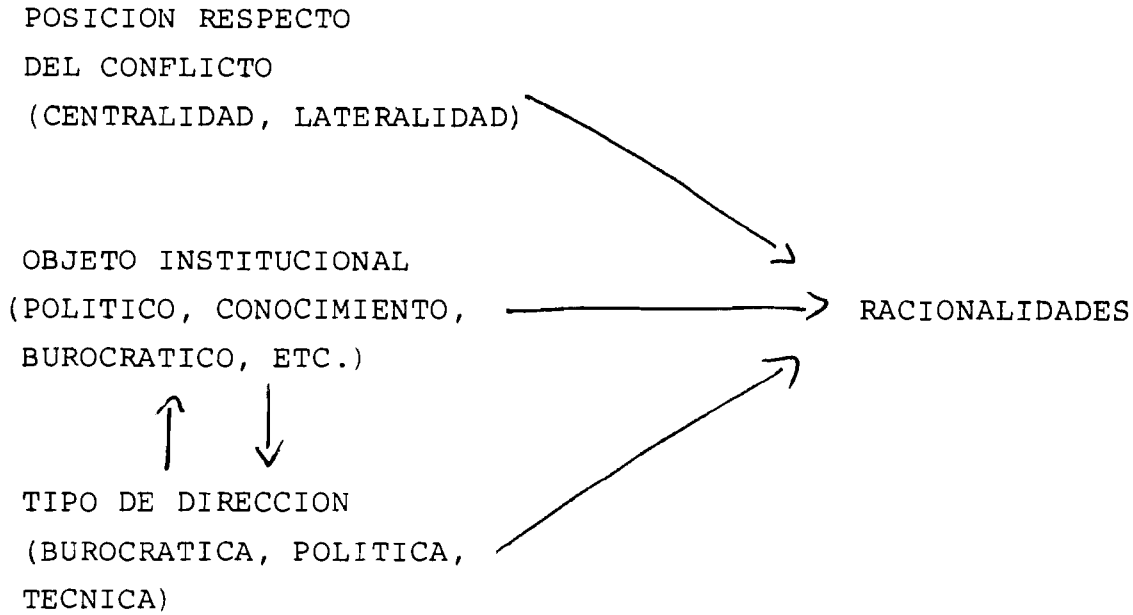 POSICION RESPECTO
DEL CONFLICTO
(CENTRALIDAD, LATERALIDAD)
OBJETO INSTITUCIONAL
(POLITICO, CONOCIMIENTO,
BUROCRATICO, ETC.)
RACIONALIDADES
TIPO DE DIRECCION
(BUROCRATICA, POLITICA,
TECNICA)